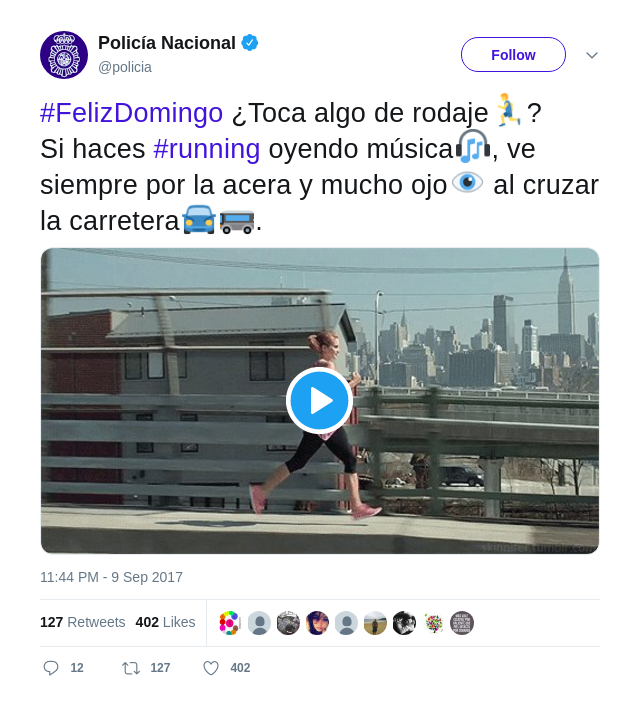 Policía Nacional
@policia
Follow
#FelizDomingo ¿Toca algo de rodaje🏃?
Si haces #running oyendo música🎧, ve
siempre por la acera y mucho ojo👁 al cruzar
la carretera🚘🚐.
11:44 PM - 9 Sep 2017
127 Retweets 402 Likes
12 127 402